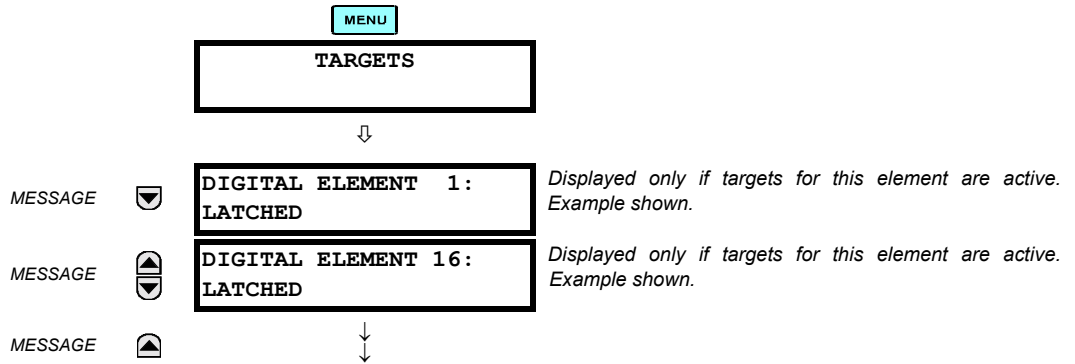 MENU
TARGETS
MESSAGE
DIGITAL ELEMENT 1:
LATCHED
Displayed only if targets for this element are active.
Example shown.
MESSAGE
DIGITAL ELEMENT 16:
LATCHED
Displayed only if targets for this element are active.
Example shown.
MESSAGE